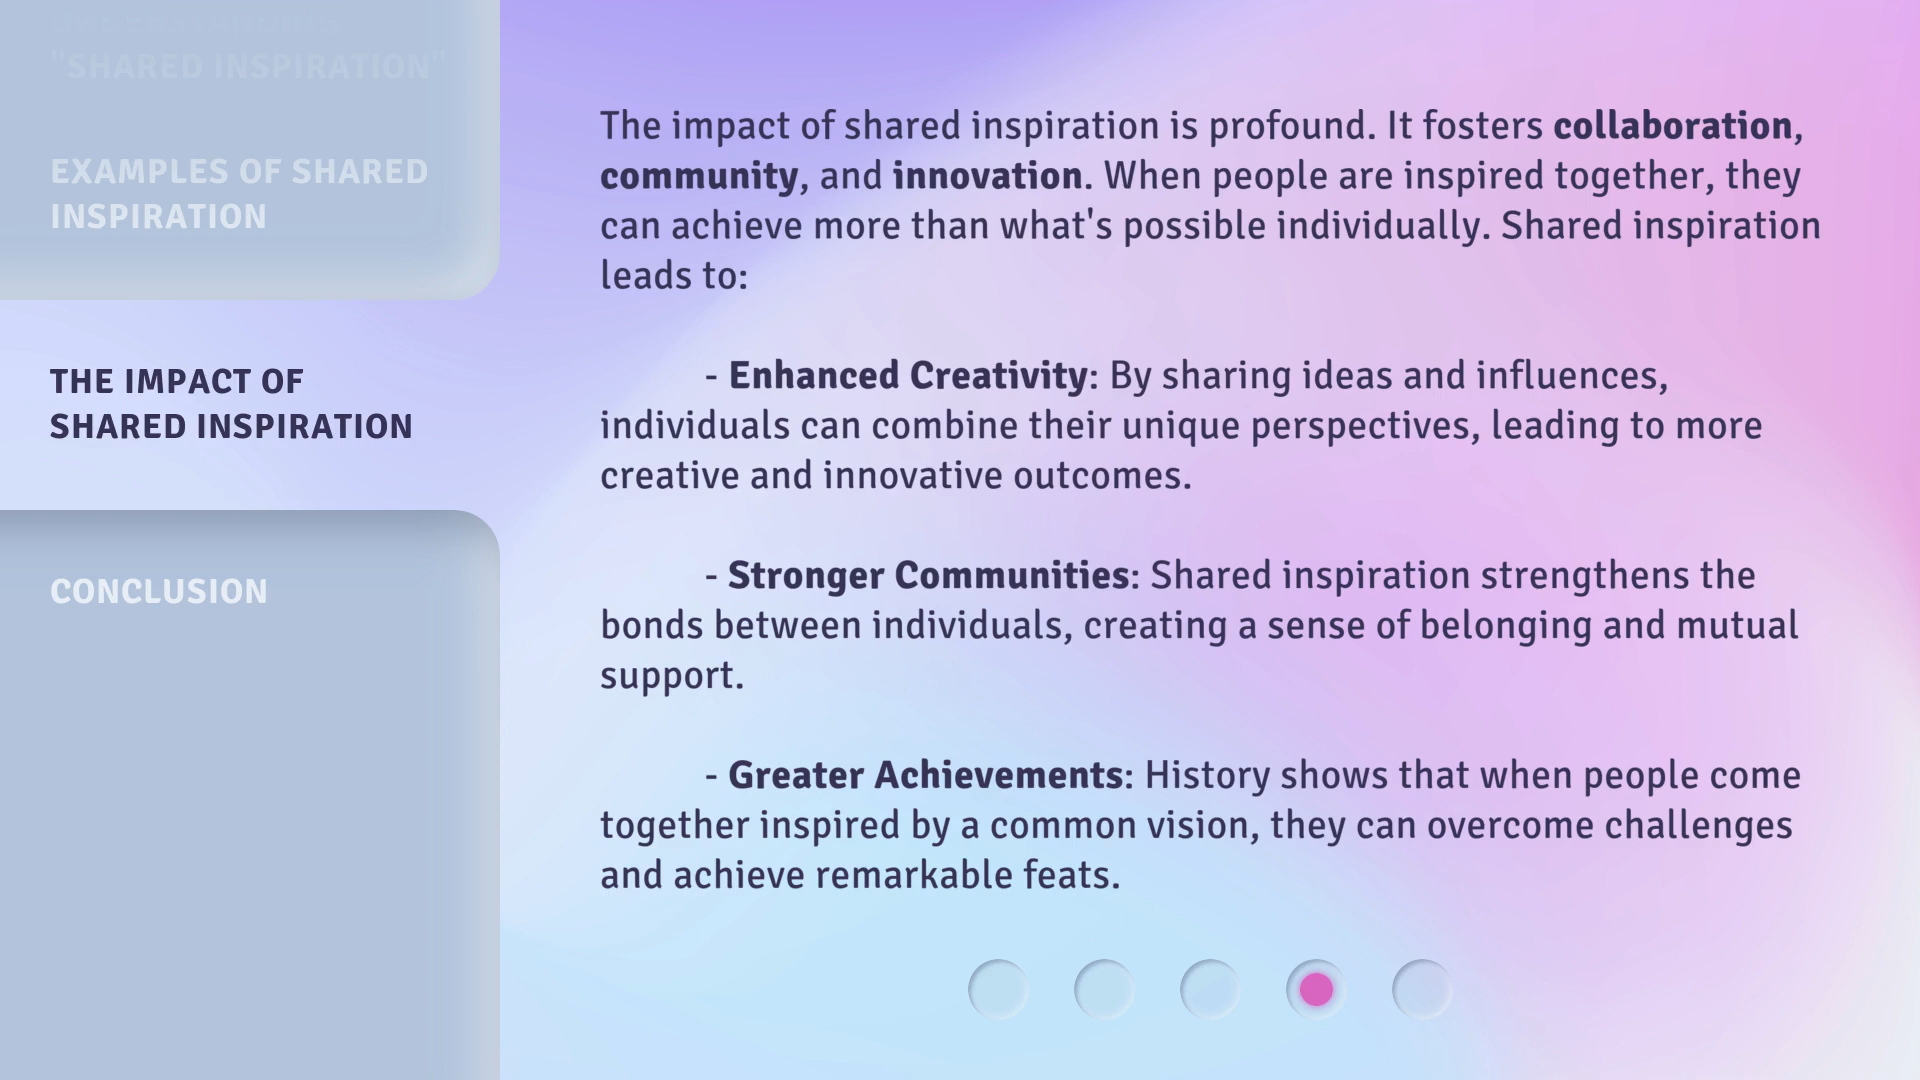 "SHARED INSPIRATION"
EXAMPLES OF SHARED
INSPIRATION
THE IMPACT OF
SHARED INSPIRATION
CONCLUSION
The impact of shared inspiration is profound. It fosters collaboration,
community, and innovation. When people are inspired together, they
can achieve more than what's possible individually. Shared inspiration
leads to:
- Enhanced Creativity: By sharing ideas and influences,
individuals can combine their unique perspectives, leading to more
creative and innovative outcomes.
- Stronger Communities: Shared inspiration strengthens the
bonds between individuals, creating a sense of belonging and mutual
support.
- Greater Achievements: History shows that when people come
together inspired by a common vision, they can overcome challenges
and achieve remarkable feats.